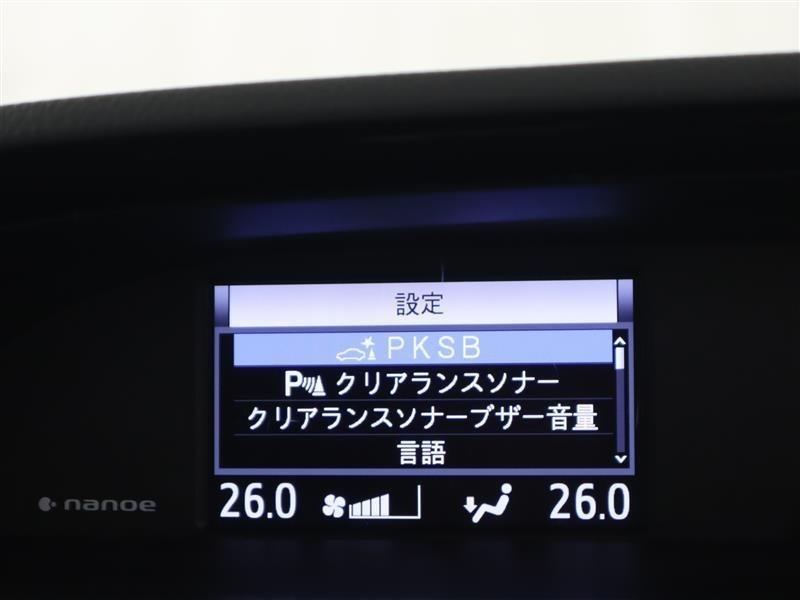 設定
PKSB
P クリアランスソナー
クリアランスソナーブザー音量
言語
26.0 26.0
nanoe